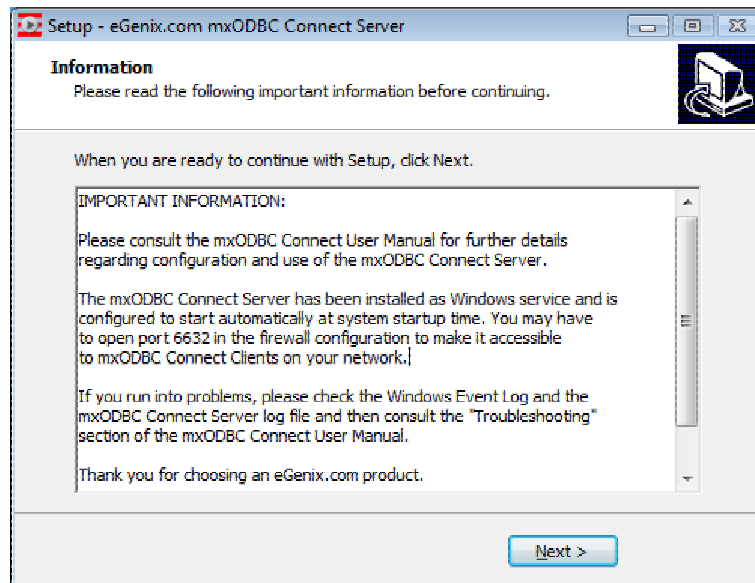 Setup - eGenix.com mxODBC Connect Server
Information
Please read the following important information before continuing.
When you are ready to continue with Setup, click Next.
IMPORTANT INFORMATION:
Please consult the mxODBC Connect User Manual for further details
regarding configuration and use of the mxODBC Connect Server.
The mxODBC Connect Server has been installed as Windows service and is
configured to start automatically at system startup time. You may have
to open port 6632 in the firewall configuration to make it accessible
to mxODBC Connect Clients on your network.
If you run into problems, please check the Windows Event Log and the
mxODBC Connect Server log file and then consult the "Troubleshooting"
section of the mxODBC Connect User Manual.
Thank you for choosing an eGenix.com product.
Next >